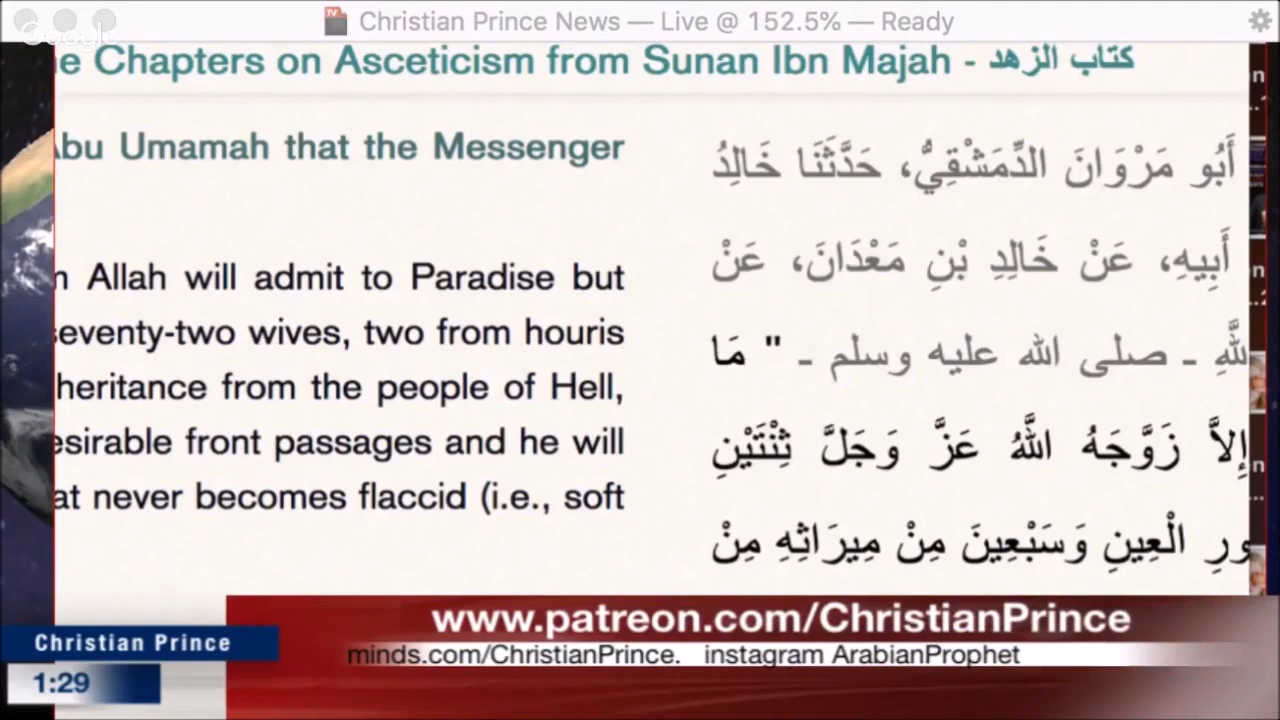 Google
Christian Prince News — Live @ 152.5% — Ready
e Chapters on Asceticism from Sunan Ibn Majah - كتاب الزهد
Abu Umamah that the Messenger
Allah will admit to Paradise but
seventy-two wives, two from houris
heritance from the people of Hell,
esirable front passages and he will
at never becomes flaccid (i.e., soft
أَبُو مَرْوَانَ الدِّمَشْقِيُّ، حَدَّثَنَا خَالِدُ
أَبِيهِ، عَنْ خَالِدِ بْنِ مَعْدَانَ، عَنْ
للَّهِ ـ صلى الله عليه وسلم ـ " مَا
إِلاَّ زَوَّجَهُ اللَّهُ عَزَّ وَجَلَّ ثِنْتَيْنِ
ورِ الْعِينِ وَسَبْعِينَ مِنْ مِيرَاثِهِ مِنْ
www.patreon.com/ChristianPrince
Christian Prince
minds.com/ChristianPrince. instagram ArabianProphet
1:29